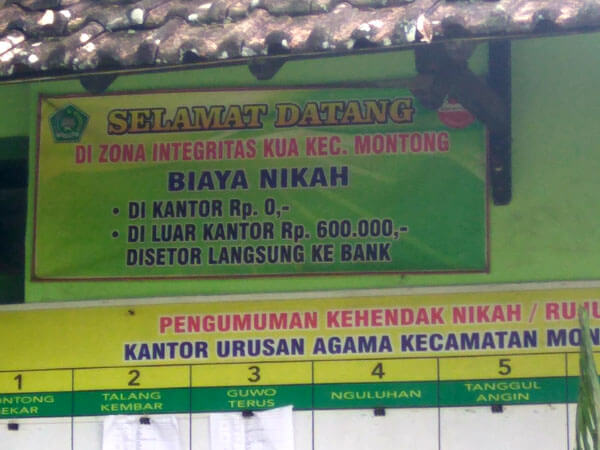 SELAMAT DATANG
DI ZONA INTEGRITAS KUA KEC. MONTONG
BIAYA NIKAH
• DI KANTOR Rp. 0,-
• DI LUAR KANTOR Rp. 600.000,-
DISETOR LANGSUNG KE BANK
PENGUMUMAN KEHENDAK NIKAH / RUJU
KANTOR URUSAN AGAMA KECAMATAN MON
1 2 3 4 5
ONTONG TALANG GUWO NGULUHAN TANGGUL
EKAR KEMBAR TERUS ANGIN